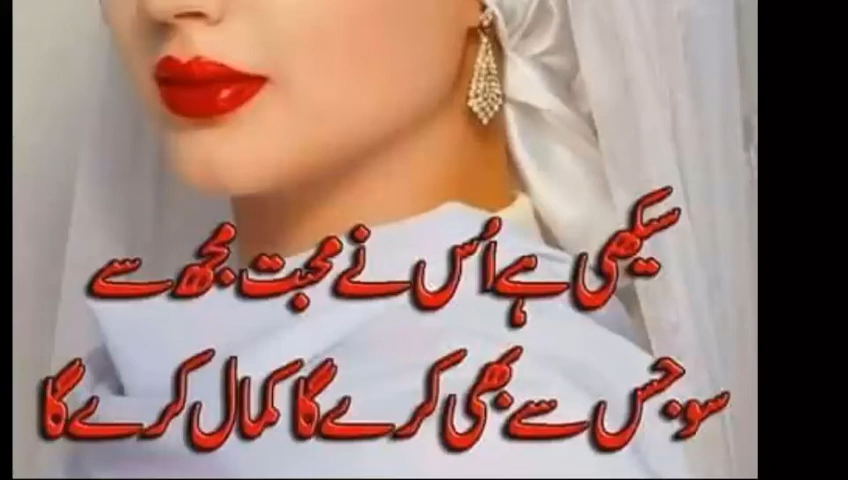 سیکھی ہے اُس نے محبت مجھ سے
سو جس سے بھی کرے گا کمال کرے گا